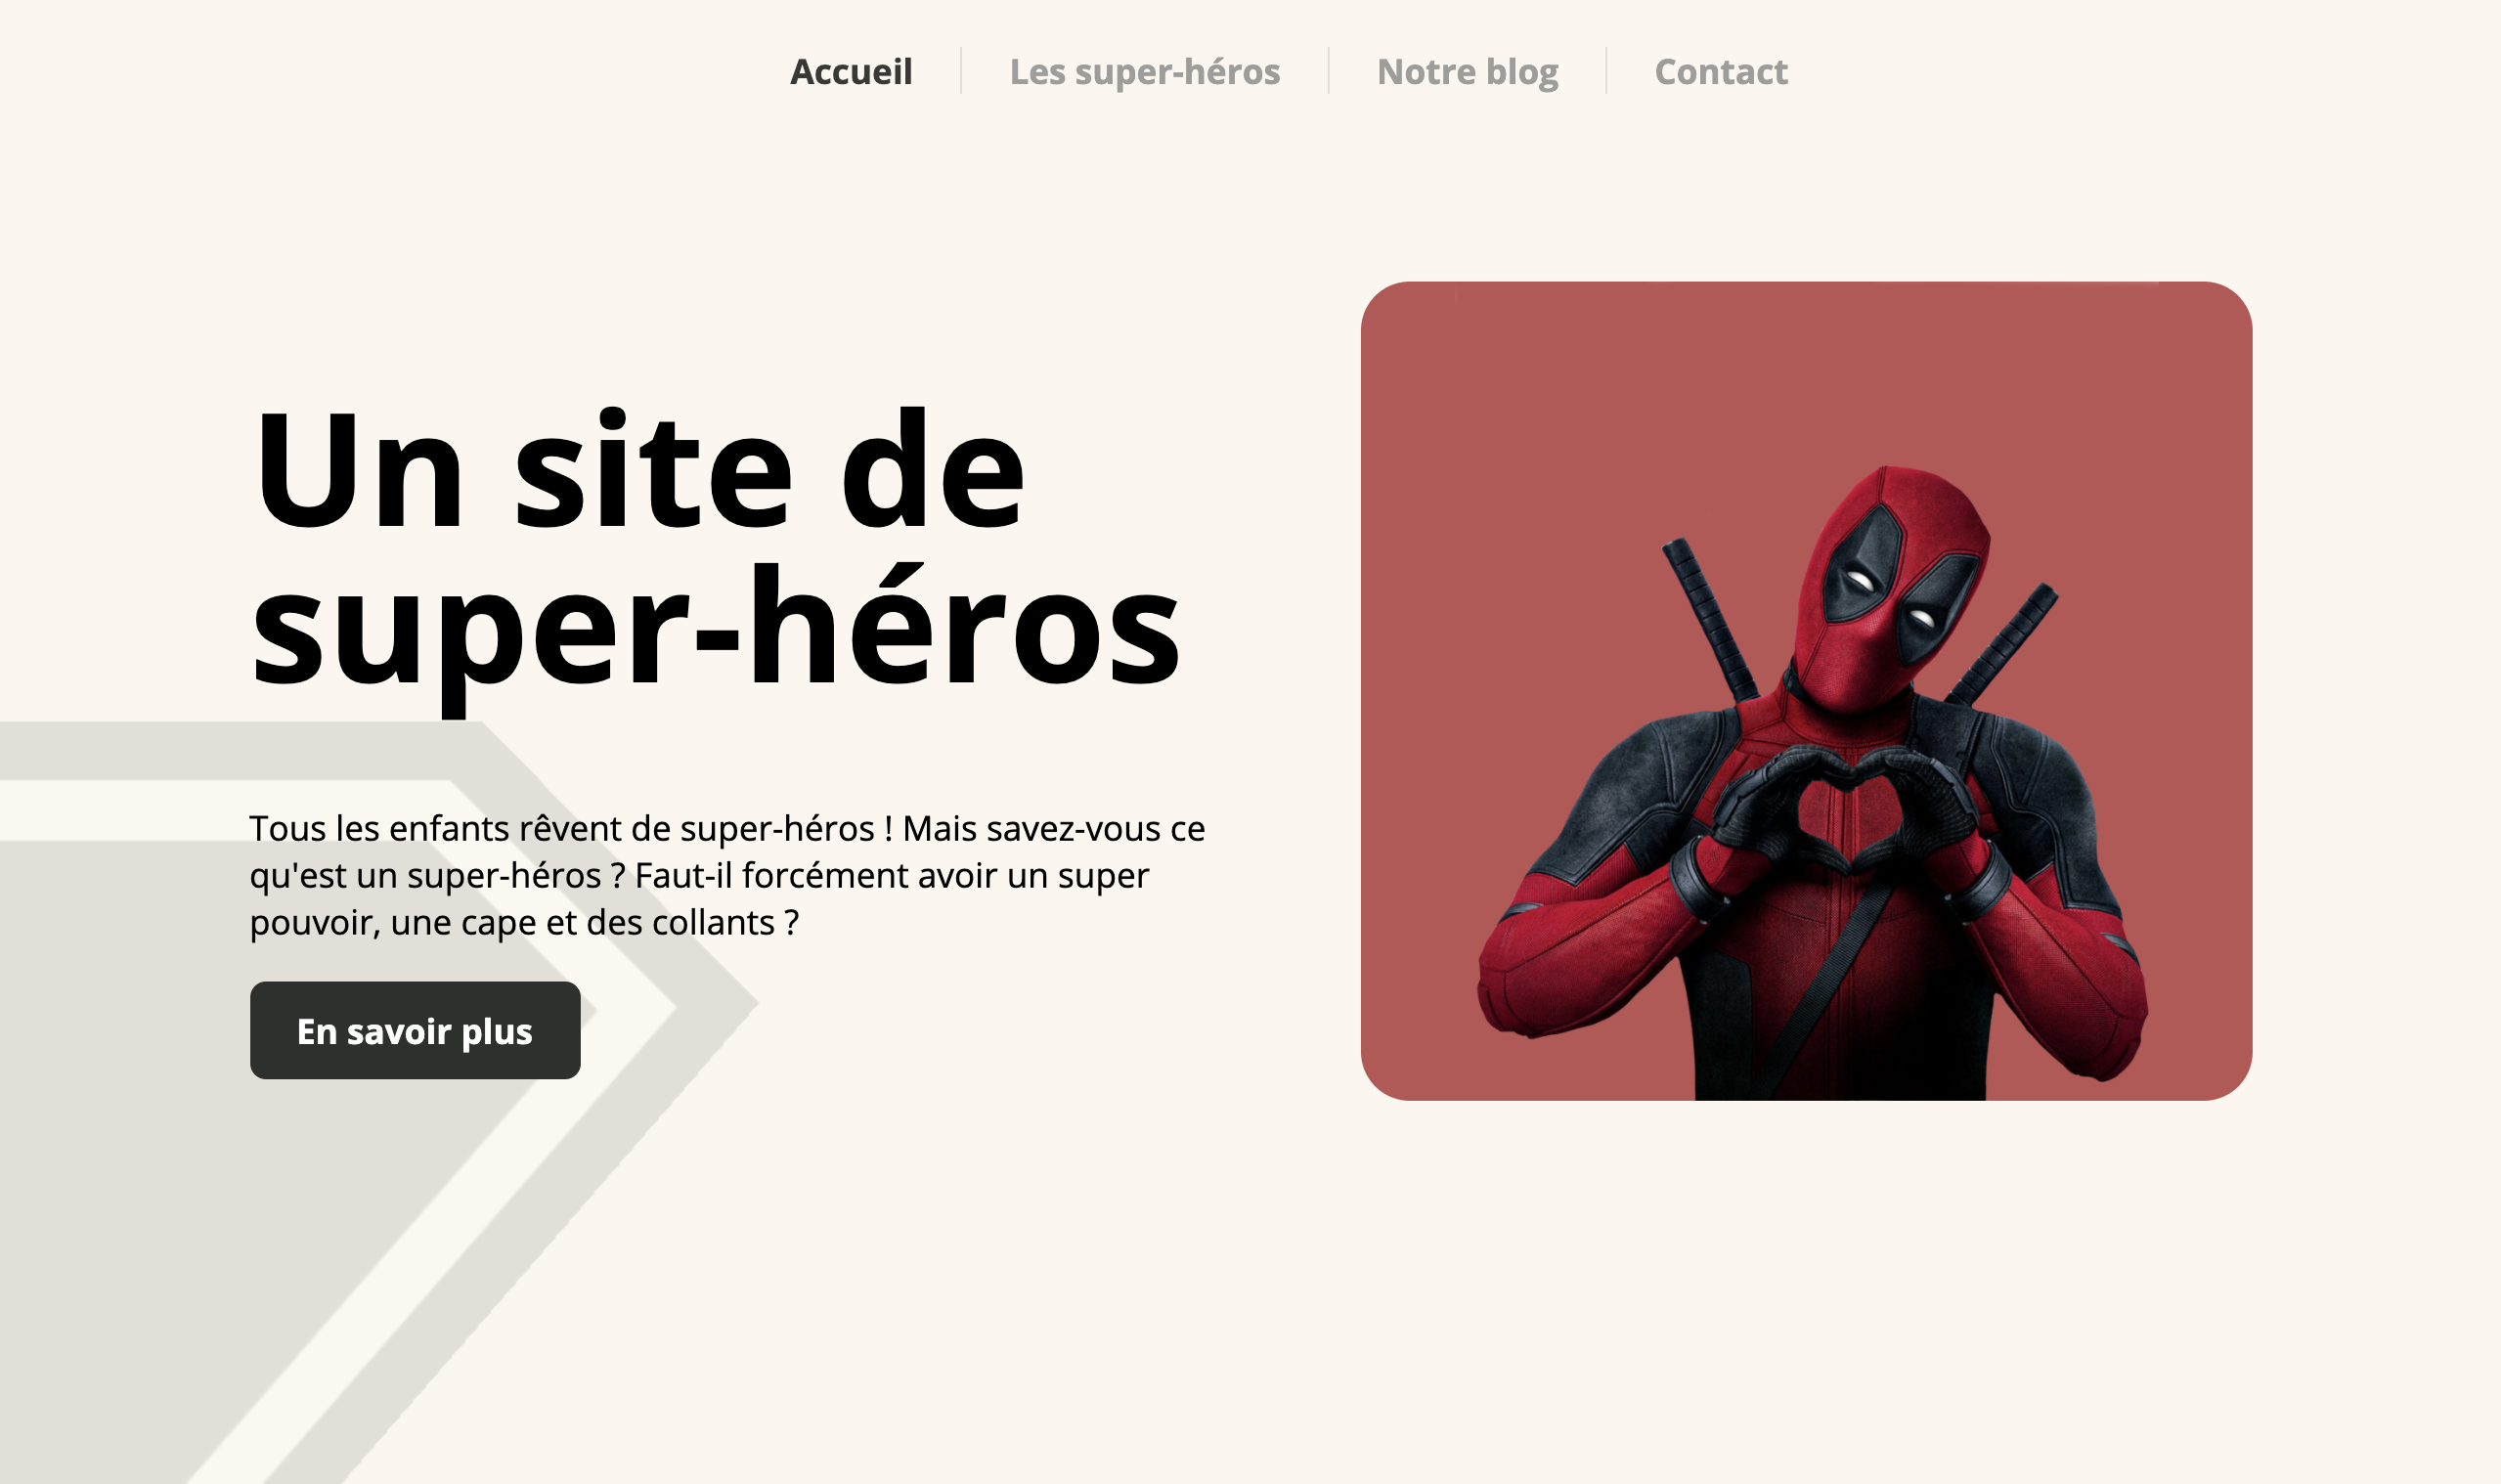 Accueil
Les super-héros
Notre blog
Contact
Un site de
super-héros
Tous les enfants rêvent de super-héros ! Mais savez-vous ce
qu'est un super-héros ? Faut-il forcément avoir un super
pouvoir, une cape et des collants ?
En savoir plus